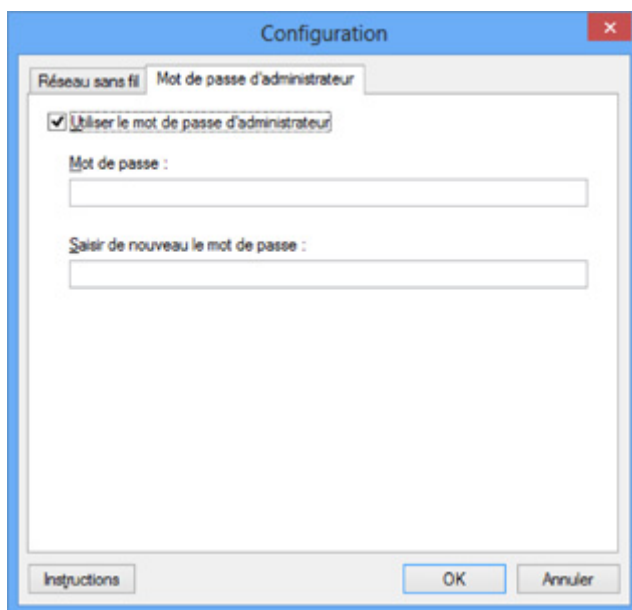 Configuration
Réseau sans fil
Mot de passe d'administrateur
Utiliser le mot de passe d'administrateur
Mot de passe :
Saisir de nouveau le mot de passe :
Instructions
OK
Annuler